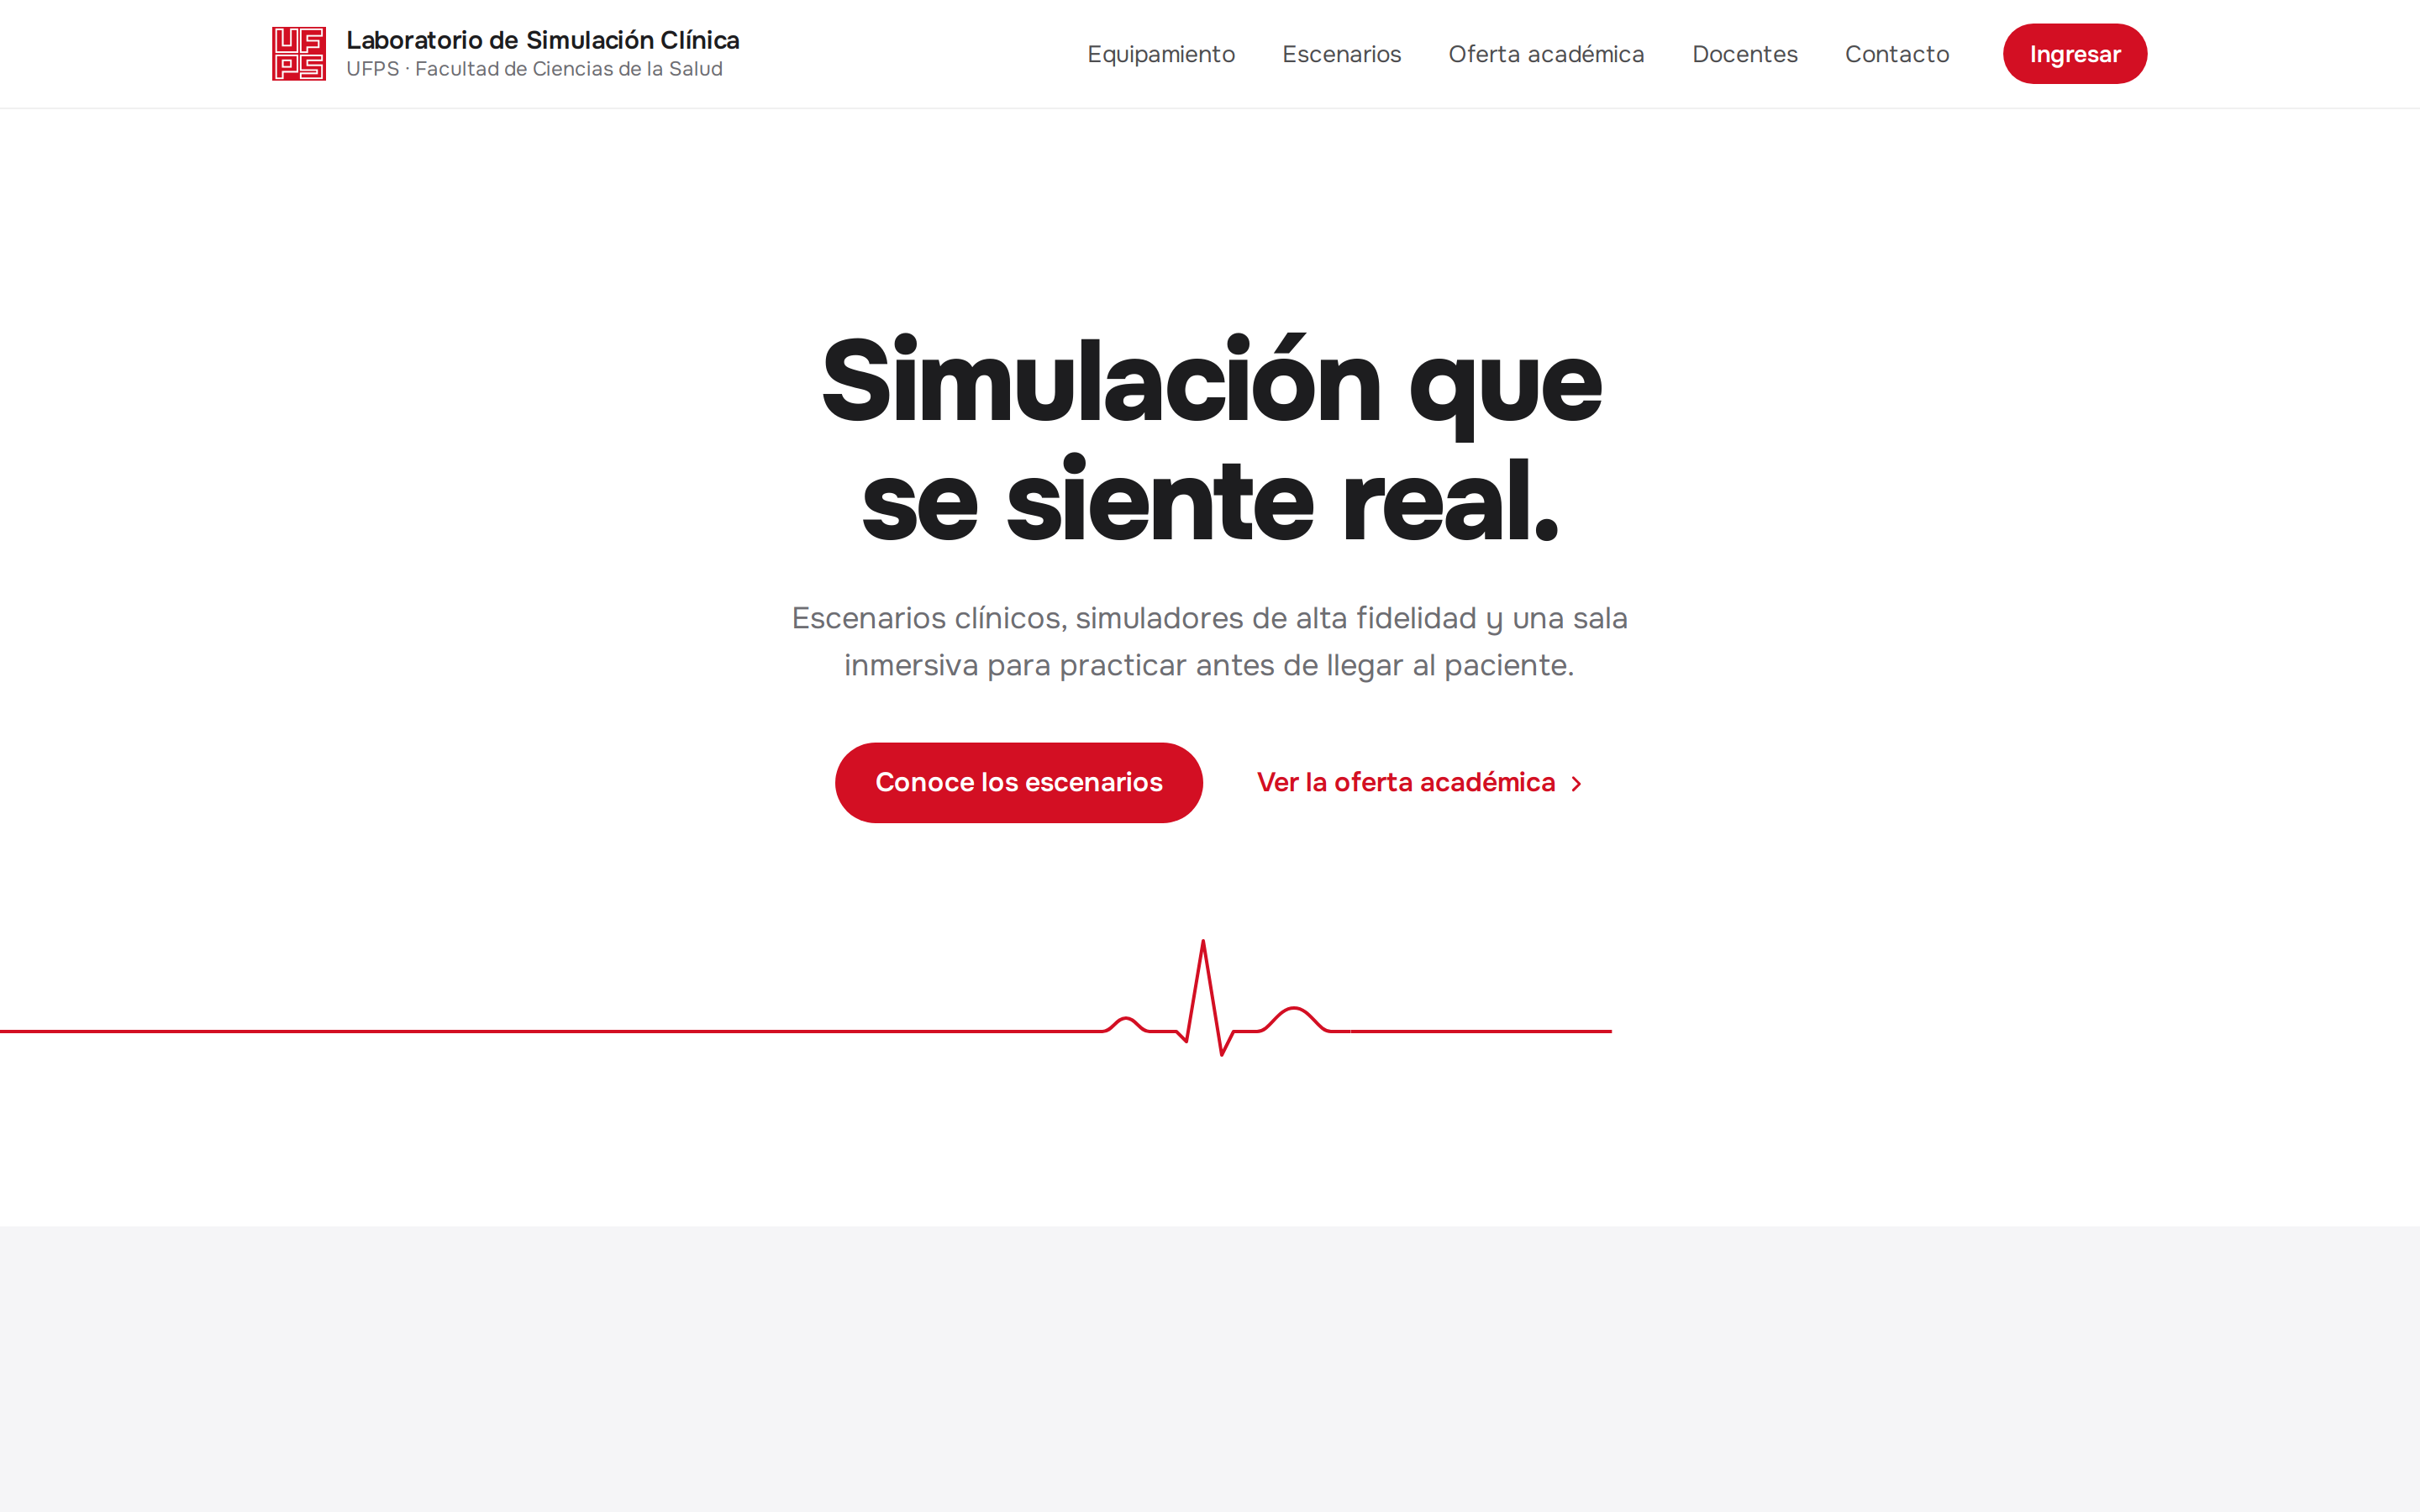 UF
PS
Laboratorio de Simulación Clínica
UFPS · Facultad de Ciencias de la Salud
Equipamiento
Escenarios
Oferta académica
Docentes
Contacto
Ingresar
Simulación que
se siente real.
Escenarios clínicos, simuladores de alta fidelidad y una sala
inmersiva para practicar antes de llegar al paciente.
Conoce los escenarios
Ver la oferta académica